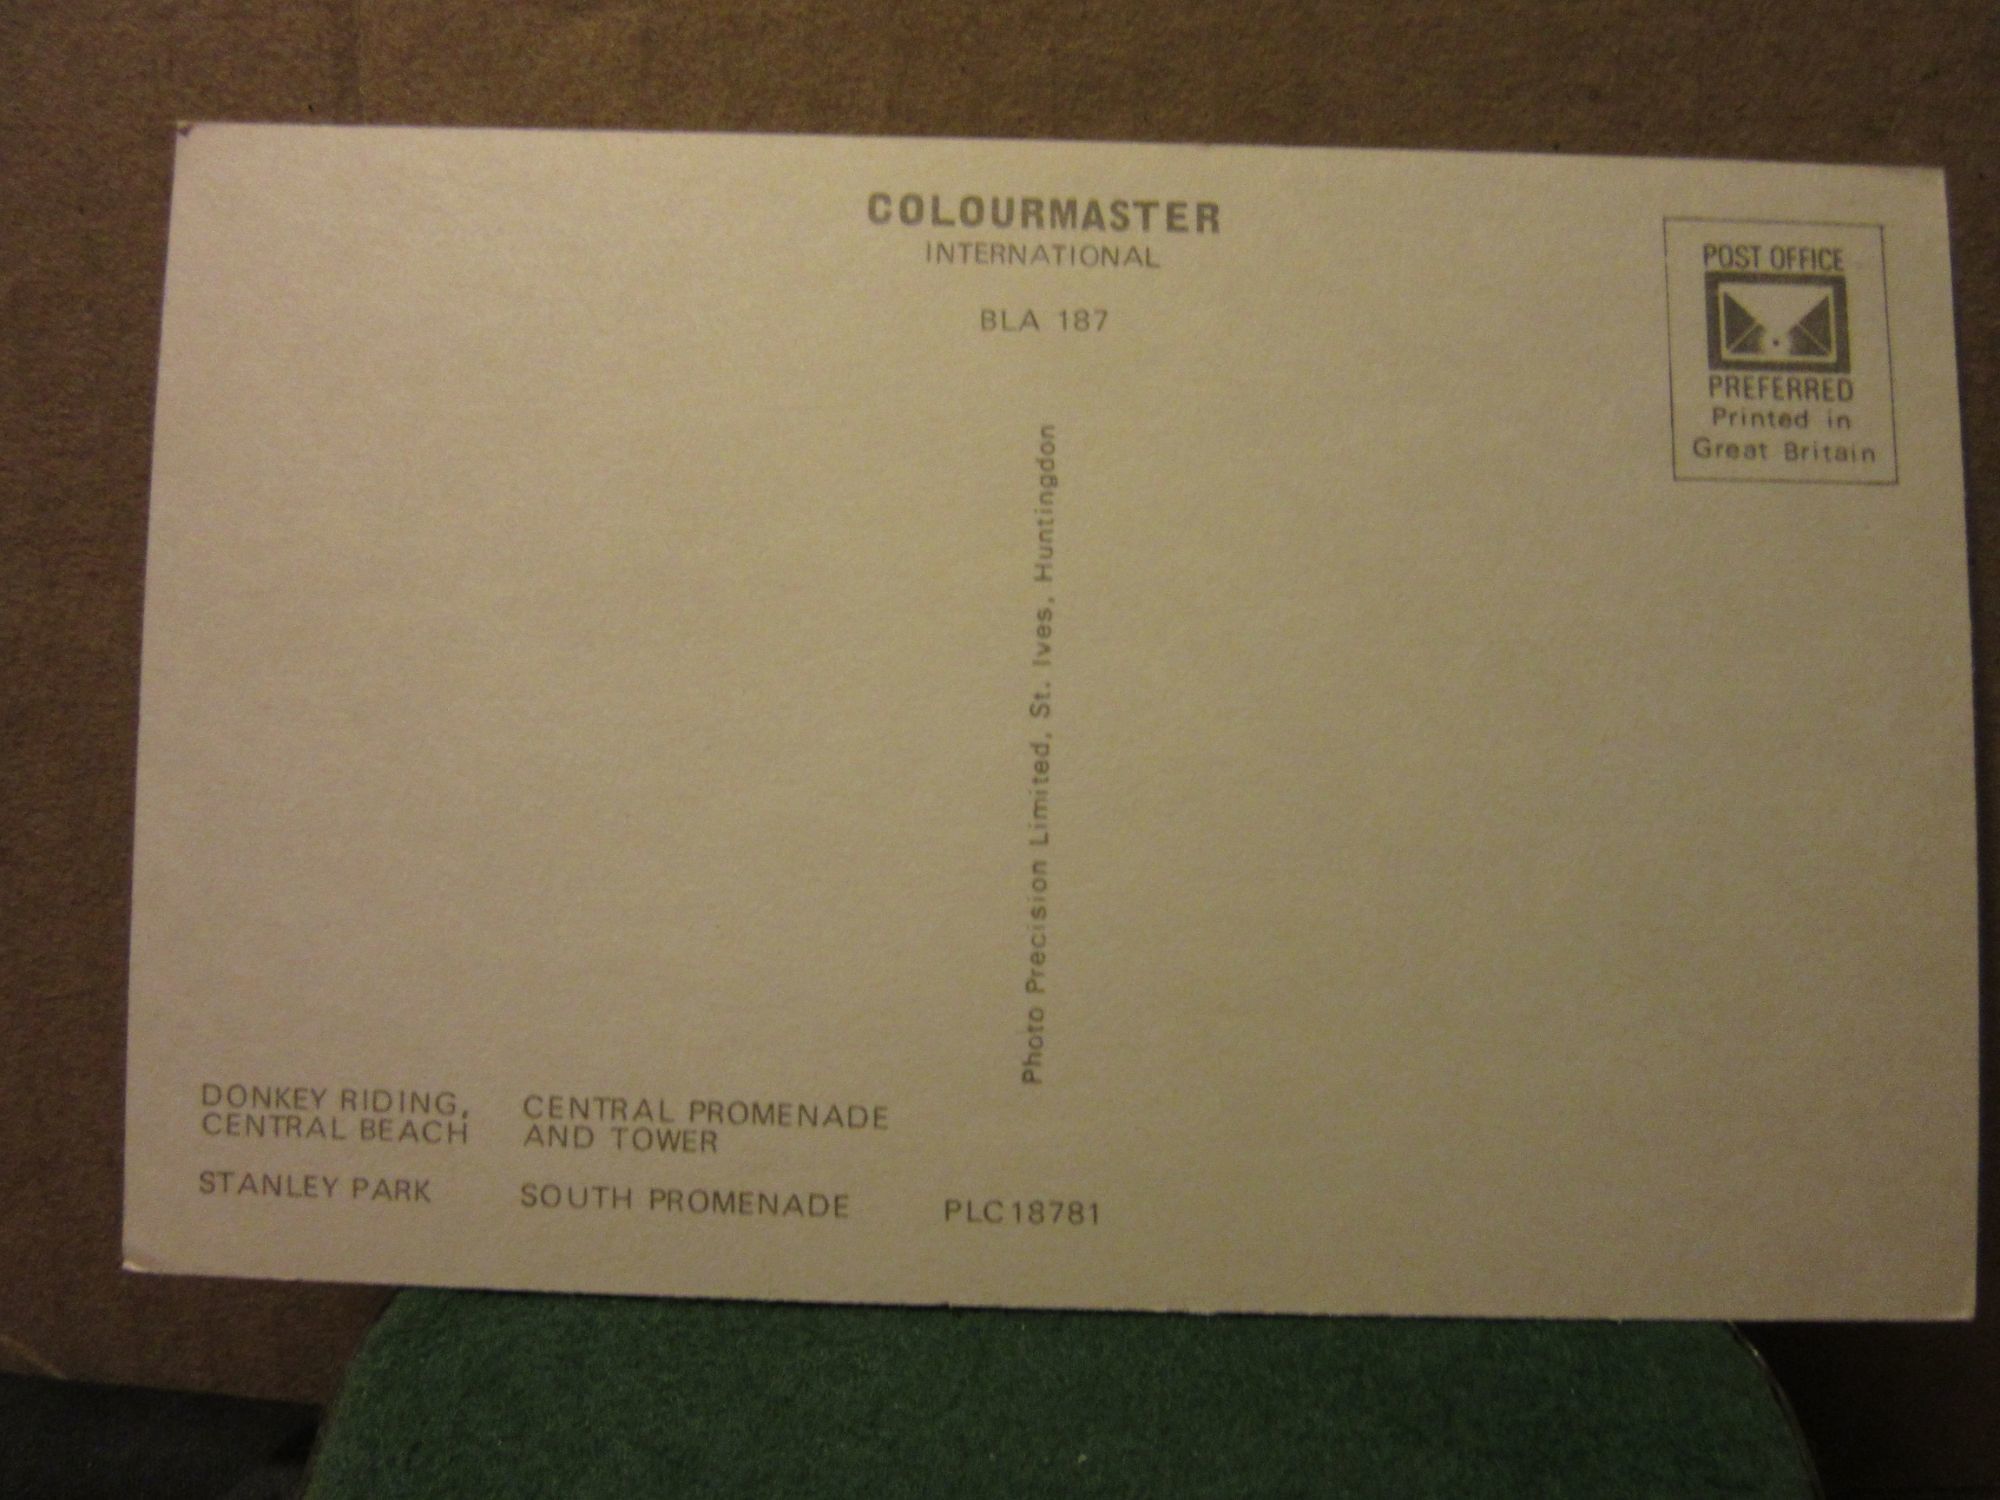 COLOURMASTER
INTERNATIONAL
BLA 187
POST OFFICE
PREFERRED
Printed in
Great Britain
Photo Precision Limited, St. Ives, Huntingdon
DONKEY RIDING,
CENTRAL BEACH
CENTRAL PROMENADE
AND TOWER
STANLEY PARK
SOUTH PROMENADE
PLC18781